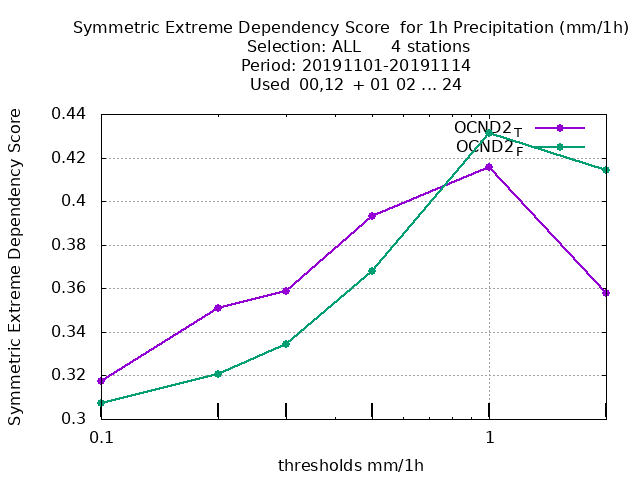 Symmetric Extreme Dependency Score  for 1h Precipitation (mm/1h)
Selection: ALL      4 stations
Period: 20191101-20191114
Used  00,12  + 01 02 ... 24
Symmetric Extreme Dependency Score
0.44
0.42
0.4
0.38
0.36
0.34
0.32
0.3
OCND2T
OCND2F
0.1
1
thresholds mm/1h